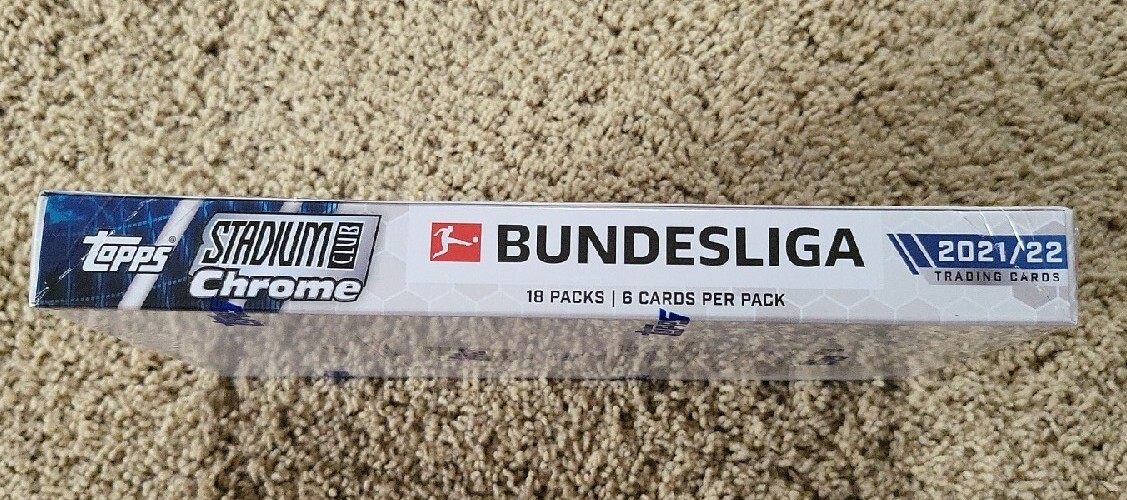 topps®
STADIUM CLUB
Chrome
BUNDESLIGA
18 PACKS | 6 CARDS PER PACK
2021/22
TRADING CARDS